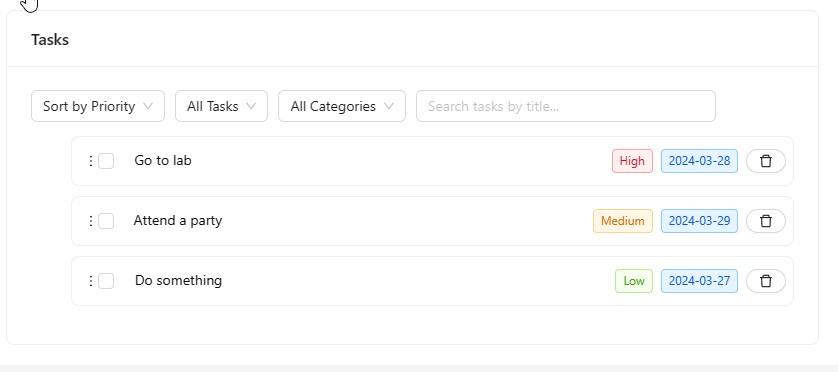 Tasks
Sort by Priority All Tasks All Categories Search tasks by title...
Go to lab High 2024-03-28
Attend a party Medium 2024-03-29
Do something Low 2024-03-27